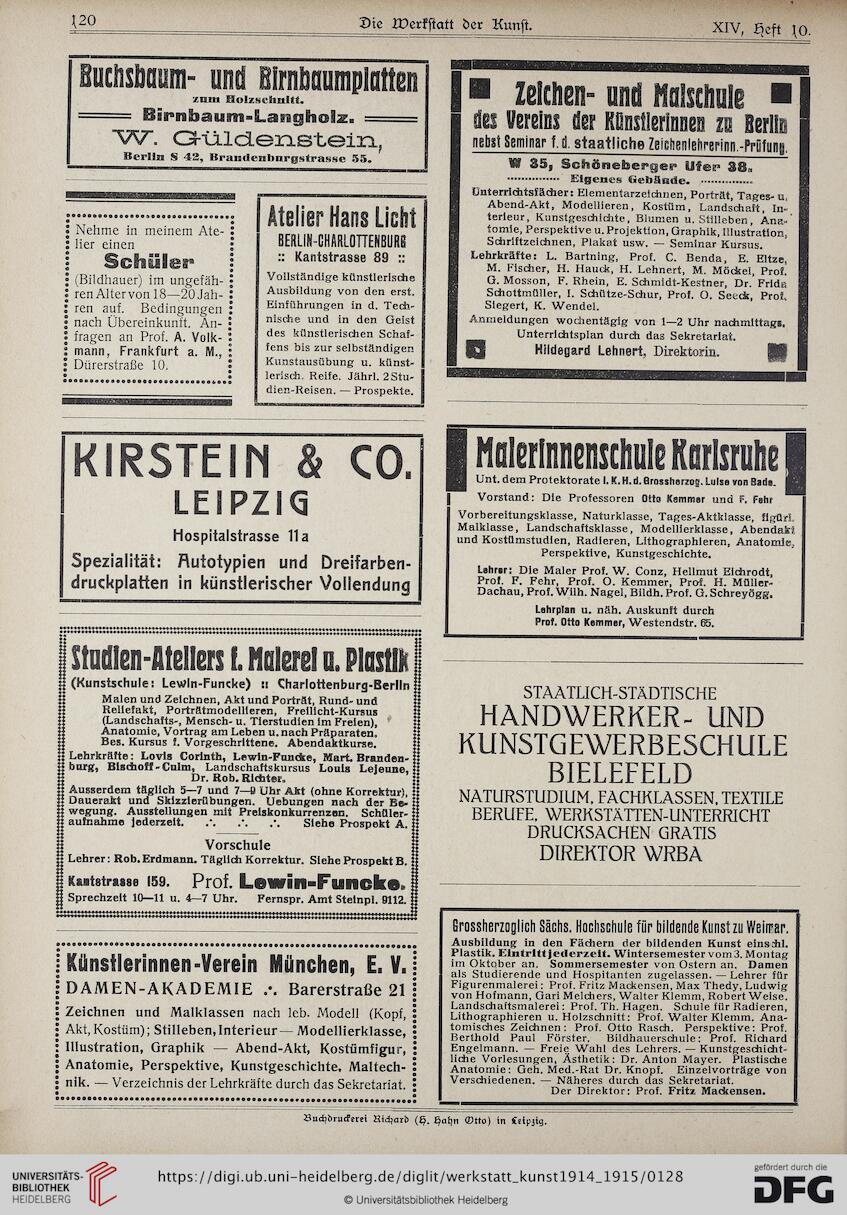 120
Die Werkstatt der Kunst.
XIV, Heft 10.
Buchsbaum- und Birnbaumplatten
zum Holzschnitt.
Birnbaum-Langholz.
W. Güldenstein,
Berlin S 42, Brandenburgstrasse 55.
Nehme in meinem Ate-
lier einen
Schüler
(Bildhauer) im ungefäh-
ren Alter von 18—20 Jah-
ren auf. Bedingungen
nach Übereinkunft. An-
fragen an Prof. A. Volk-
mann, Frankfurt a. M.,
Dürerstraße 10.
Atelier Hans Licht
BERLIN-CHARLOTTENBURG
:: Kantstrasse 89 ::
Vollständige künstlerische
Ausbildung von den erst.
Einführungen in d. Tech-
nische und in den Geist
des künstlerischen Schaf-
fens bis zur selbständigen
Kunstausübung u. künst-
lerisch. Reife. Jährl. 2 Stu-
dien-Reisen. — Prospekte.
KIRSTEIN & CO.
LEIPZIG
Hospitalstrasse 11a
Spezialität: Autotypien und Dreifarben-
druckplatten in künstlerischer Vollendung
Studien-Ateliers f. Malerei u. Plastik
(Kunstschule: Lewin-Funcke) :: Charlottenburg-Berlin
Malen und Zeichnen, Akt und Porträt, Rund- und
Reliefakt, Porträtmodellieren, Freilicht-Kursus
(Landschafts-, Mensch- u. Tierstudien im Freien),
Anatomie, Vortrag am Leben u. nach Präparaten.
Bes. Kursus f. Vorgeschrittene. Abendaktkurse.
Lehrkräfte: Lovis Corinth, Lewin-Funcke, Mart. Branden-
burg, Bischoff-Culm, Landschaftskursus Louis Lejeune,
Dr. Rob. Richter.
Ausserdem täglich 5—7 und 7—9 Uhr Akt (ohne Korrektur),
Dauerakt und Skizzierübungen. Uebungen nach der Be-
wegung. Ausstellungen mit Preiskonkurrenzen. Schüler-
aufnahme jederzeit. ∴ ∴ ∴ Siehe Prospekt A.
Vorschule
Lehrer: Rob. Erdmann. Täglich Korrektur. Siehe Prospekt B.
Kantstrasse 159. Prof. Lewin-Funcke.
Sprechzeit 10—11 u. 4—7 Uhr. Fernspr. Amt Steinpl. 9112.
Künstlerinnen-Verein München, E. V.
DAMEN-AKADEMIE ∴ Barerstraße 21
Zeichnen und Malklassen nach leb. Modell (Kopf,
Akt, Kostüm); Stilleben, Interieur — Modellierklasse,
Illustration, Graphik — Abend-Akt, Kostümfigur,
Anatomie, Perspektive, Kunstgeschichte, Maltech-
nik. — Verzeichnis der Lehrkräfte durch das Sekretariat.
Zeichen- und Malschule
des Vereins der Künstlerinnen zu Berlin
nebst Seminar f. d. staatliche Zeichenlehrerinn.-Prüfung.
W 35, Schöneberger Ufer 38.
Eigenes Gebäude.
Unterrichtsfächer: Elementarzeichnen, Porträt, Tages- u.
Abend-Akt, Modellieren, Kostüm, Landschaft, In-
terieur, Kunstgeschichte, Blumen u. Stilleben, Ana-
tomie, Perspektive u. Projektion, Graphik, Illustration,
Schriftzeichnen, Plakat usw. — Seminar Kursus.
Lehrkräfte: L. Bartning, Prof. C. Benda, E. Eltze,
M. Fischer, H. Hauck, H. Lehnert, M. Möckel, Prof.
G. Mosson, F. Rhein, E. Schmidt-Kestner, Dr. Frida
Schottmüller, I. Schütze-Schur, Prof. O. Seeck, Prof.
Siegert, K. Wendel.
Anmeldungen wochentägig von 1—2 Uhr nachmittags.
Unterrichtsplan durch das Sekretariat.
Hildegard Lehnert, Direktorin.
Malerinnenschule Karlsruhe
Unt. dem Protektorate I. K. H. d. Grossherzog. Luise von Bade.
Vorstand: Die Professoren Otto Kemmer und F. Fehr
Vorbereitungsklasse, Naturklasse, Tages-Aktklasse, figürl.
Malklasse, Landschaftsklasse, Modellierklasse, Abendakt
und Kostümstudien, Radieren, Lithographieren, Anatomie,
Perspektive, Kunstgeschichte.
Lehrer: Die Maler Prof. W. Conz, Hellmut Eichrodt,
Prof. F. Fehr, Prof. O. Kemmer, Prof. H. Müller-
Dachau, Prof. Wilh. Nagel, Bildh. Prof. G. Schreyögg.
Lehrplan u. näh. Auskunft durch
Prof. Otto Kemmer, Westendstr. 65.
STAATLICH-STÄDTISCHE
HANDWERKER- UND
KUNSTGEWERBESCHULE
BIELEFELD
NATURSTUDIUM, FACHKLASSEN, TEXTILE
BERUFE, WERKSTÄTTEN-UNTERRICHT
DRUCKSACHEN GRATIS
DIREKTOR WRBA
Grossherzoglich Sächs. Hochschule für bildende Kunst zu Weimar.
Ausbildung in den Fächern der bildenden Kunst einschl.
Plastik. Eintritt jederzeit. Wintersemester vom 3. Montag
im Oktober an. Sommersemester von Ostern an. Damen
als Studierende und Hospitanten zugelassen. — Lehrer für
Figurenmalerei: Prof. Fritz Mackensen, Max Thedy, Ludwig
von Hofmann, Gari Melchers, Walter Klemm, Robert Weise.
Landschaftsmalerei: Prof. Th. Hagen. Schule für Radieren,
Lithographieren u. Holzschnitt: Prof. Walter Klemm. Ana-
tomisches Zeichnen: Prof. Otto Rasch. Perspektive: Prof.
Berthold Paul Förster. Bildhauerschule: Prof. Richard
Engelmann. — Freie Wahl des Lehrers. — Kunstgeschicht-
liche Vorlesungen, Ästhetik: Dr. Anton Mayer. Plastische
Anatomie: Geh. Med.-Rat Dr. Knopf. Einzelvorträge von
Verschiedenen. — Näheres durch das Sekretariat.
Der Direktor: Prof. Fritz Mackensen.
Buchdruckerei Richard (H. Hahn Otto) in Leipzig.
UNIVERSITÄTS-
BIBLIOTHEK
HEIDELBERG
https://digi.ub.uni-heidelberg.de/diglit/werkstatt_kunst1914_1915/0128
© Universitätsbibliothek Heidelberg
gefördert durch die
DFG